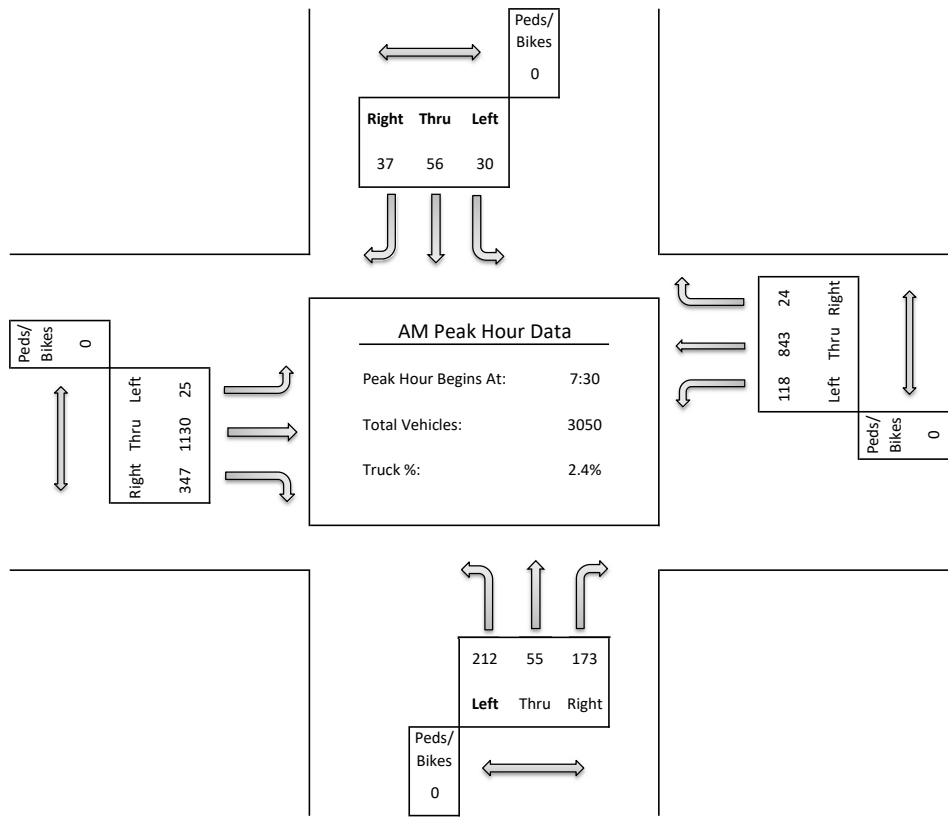 Peds/
Bikes
0
Right Thru Left
37 56 30
Peds/
Bikes
0
Left 25
Thru 1130
Right 347
AM Peak Hour Data
Peak Hour Begins At: 7:30
Total Vehicles: 3050
Truck %: 2.4%
24 Right
843 Thru
118 Left
Peds/
Bikes
0
212 55 173
Left Thru Right
Peds/
Bikes
0